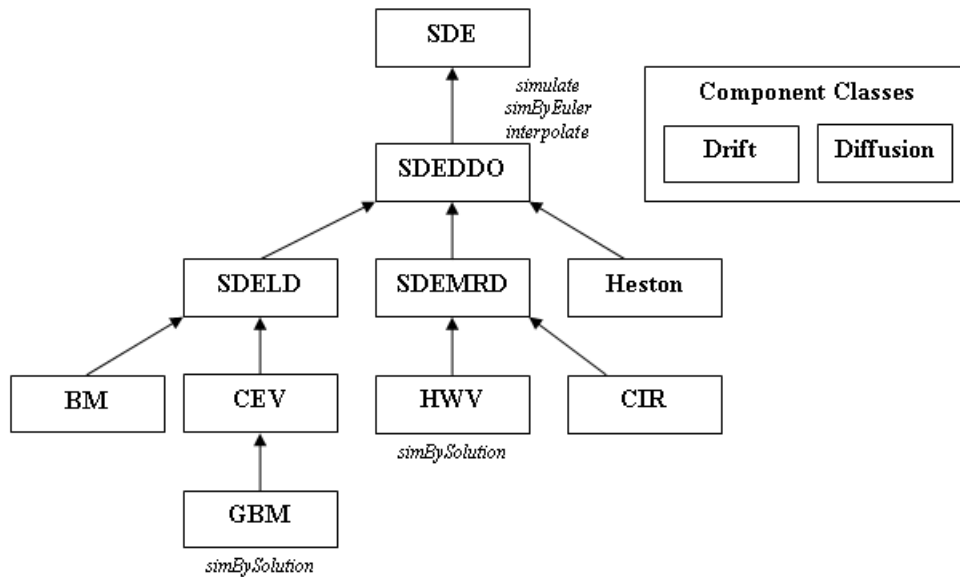 SDE
simulate
simByEuler
interpolate
Component Classes
Drift
Diffusion
SDEDDO
SDELD
SDEMRD
Heston
BM
CEV
HWV
CIR
simBySolution
GBM
simBySolution